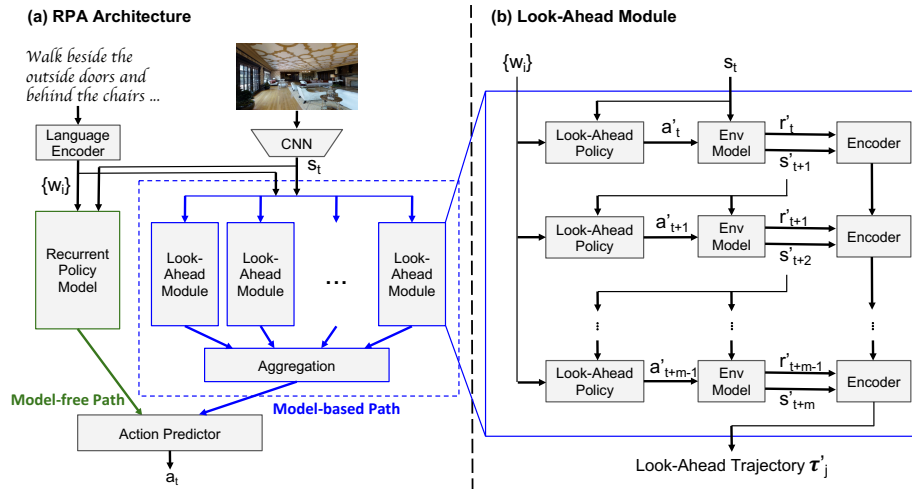 (a) RPA Architecture
Walk beside the
outside doors and
behind the chairs ...
Language
Encoder
CNN
{wᵢ}
sₜ
Recurrent
Policy
Model
Look-
Ahead
Module
Look-
Ahead
Module
...
Look-
Ahead
Module
Aggregation
Model-free Path
Model-based Path
Action Predictor
aₜ
(b) Look-Ahead Module
{wᵢ}
sₜ
Look-Ahead
Policy
a'ₜ
Env
Model
r'ₜ
s'ₜ₊₁
Encoder
Look-Ahead
Policy
a'ₜ₊₁
Env
Model
r'ₜ₊₁
s'ₜ₊₂
Encoder
...
...
...
Look-Ahead
Policy
a'ₜ₊ₘ₋₁
Env
Model
r'ₜ₊ₘ₋₁
s'ₜ₊ₘ
Encoder
Look-Ahead Trajectory τ'ⱼ